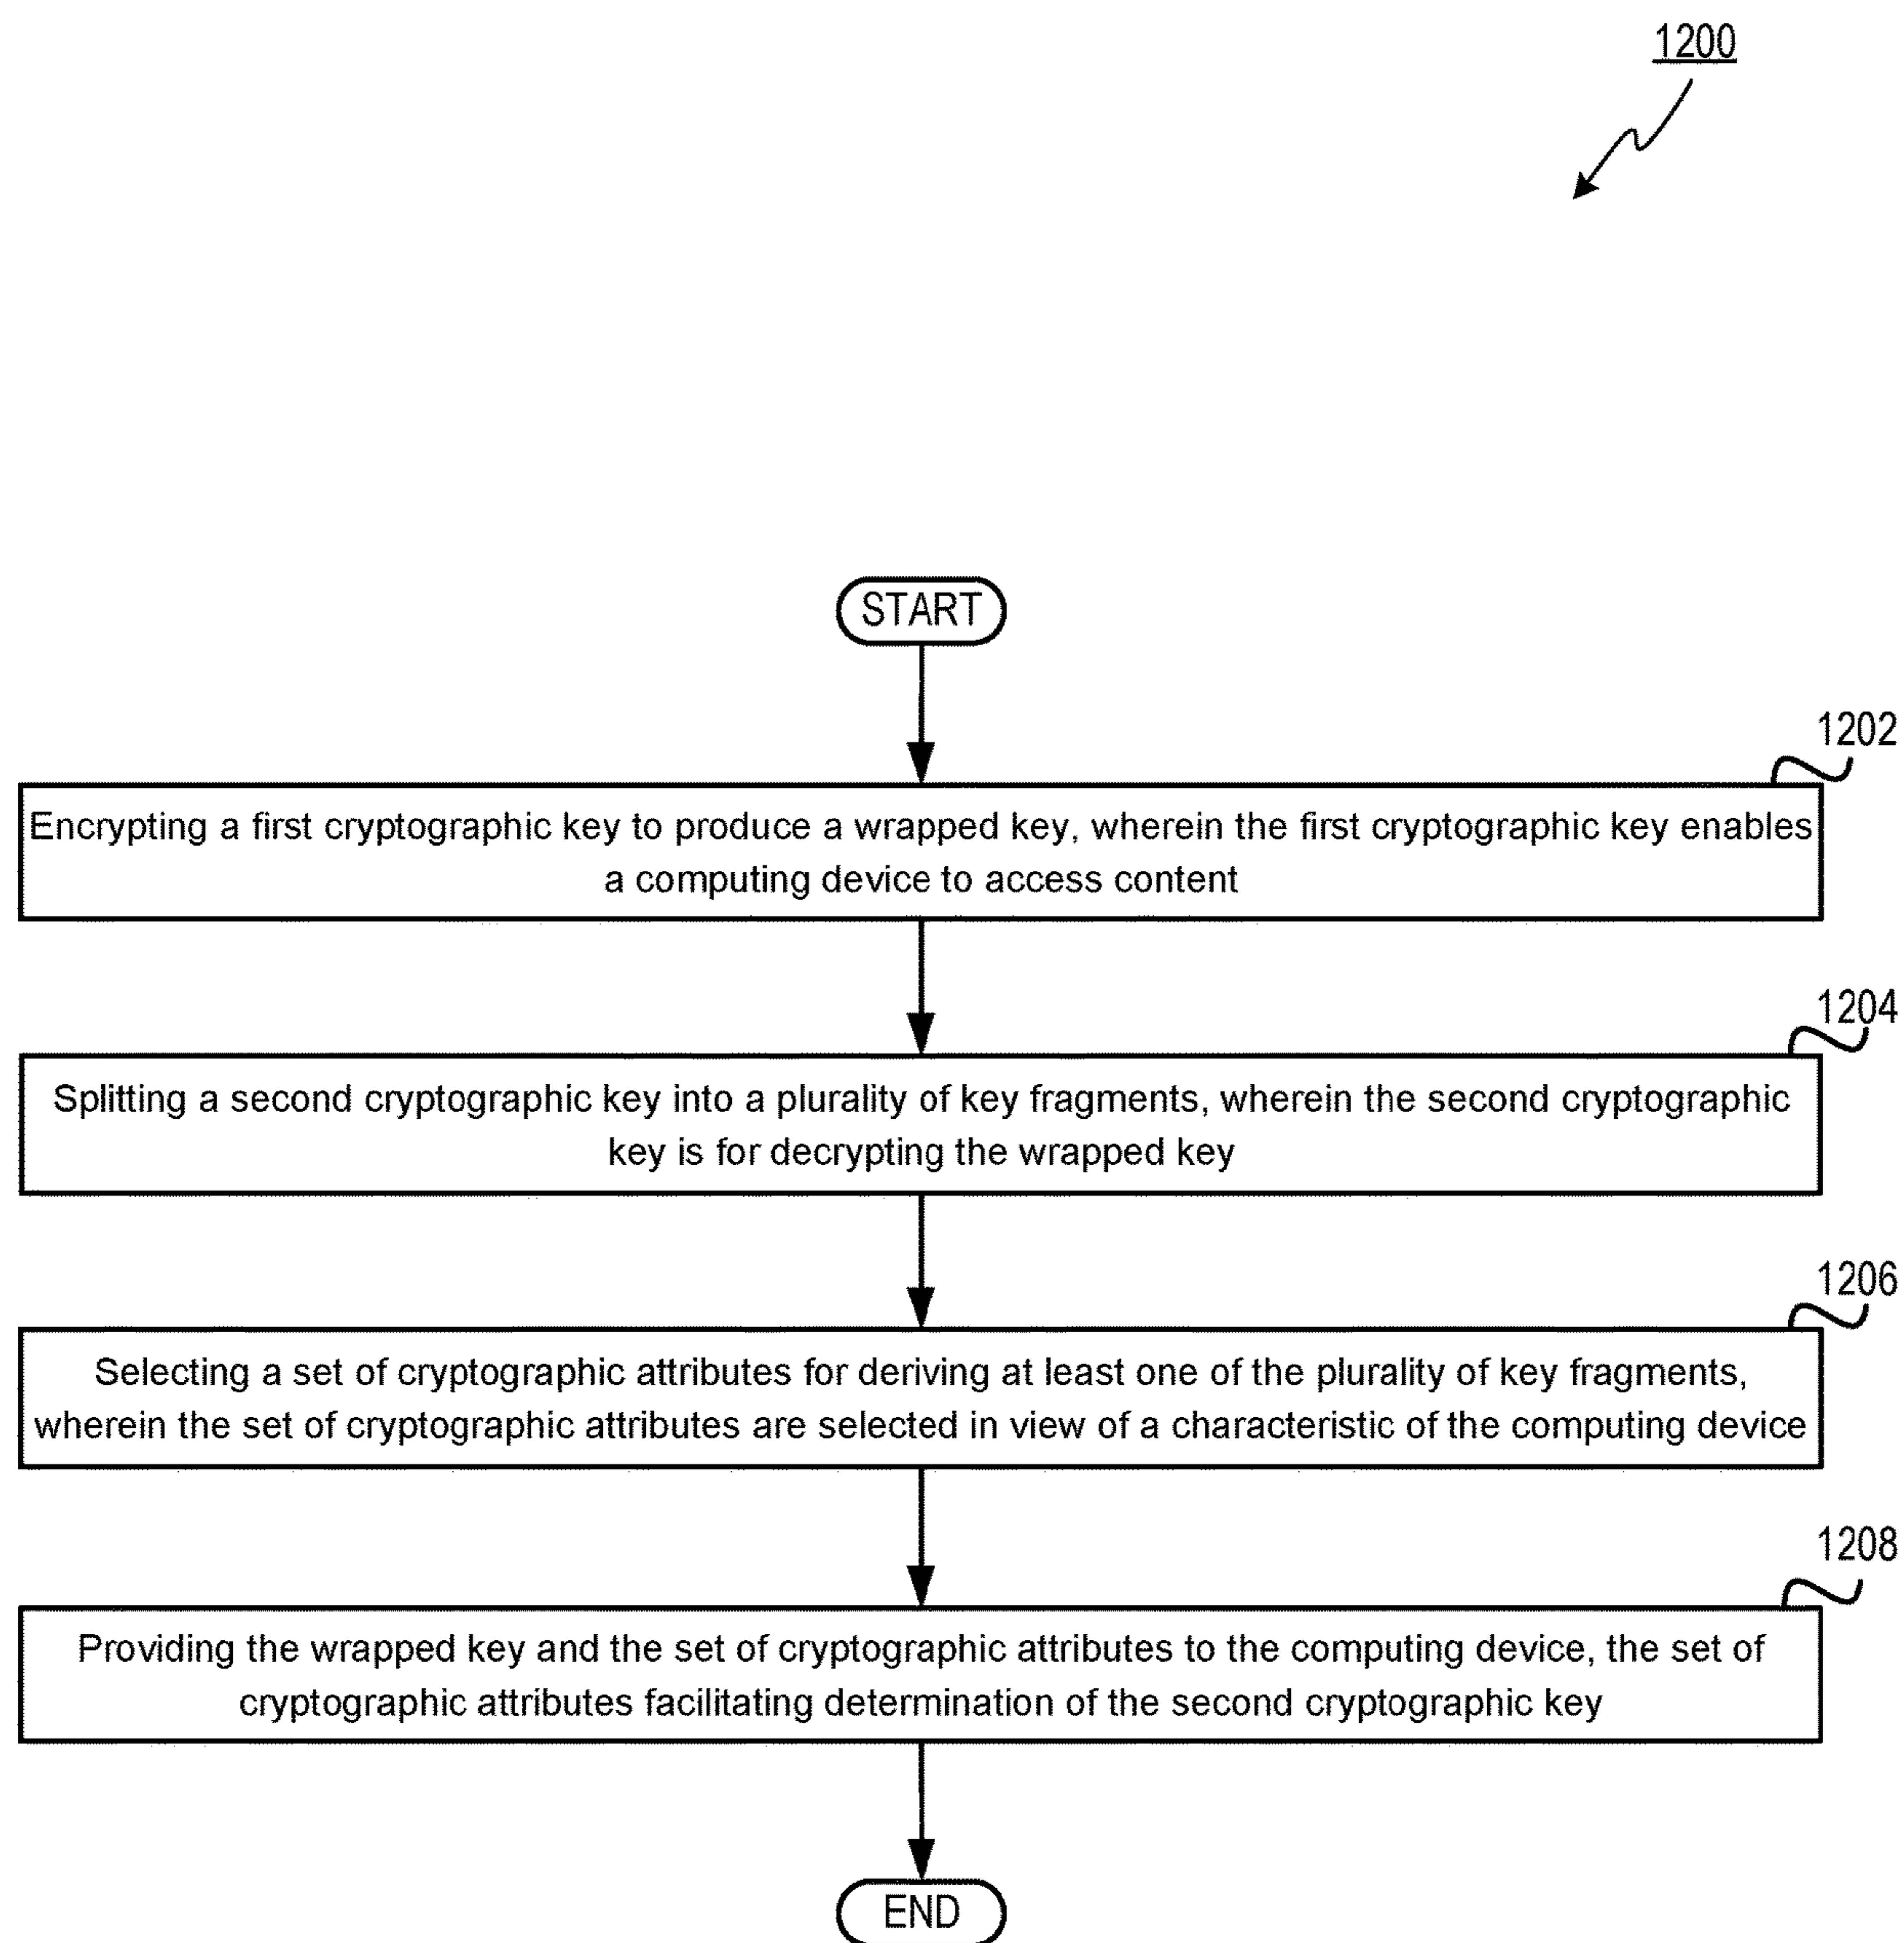 1200
START
1202
Encrypting a first cryptographic key to produce a wrapped key, wherein the first cryptographic key enables
a computing device to access content
1204
Splitting a second cryptographic key into a plurality of key fragments, wherein the second cryptographic
key is for decrypting the wrapped key
1206
Selecting a set of cryptographic attributes for deriving at least one of the plurality of key fragments,
wherein the set of cryptographic attributes are selected in view of a characteristic of the computing device
1208
Providing the wrapped key and the set of cryptographic attributes to the computing device, the set of
cryptographic attributes facilitating determination of the second cryptographic key
END